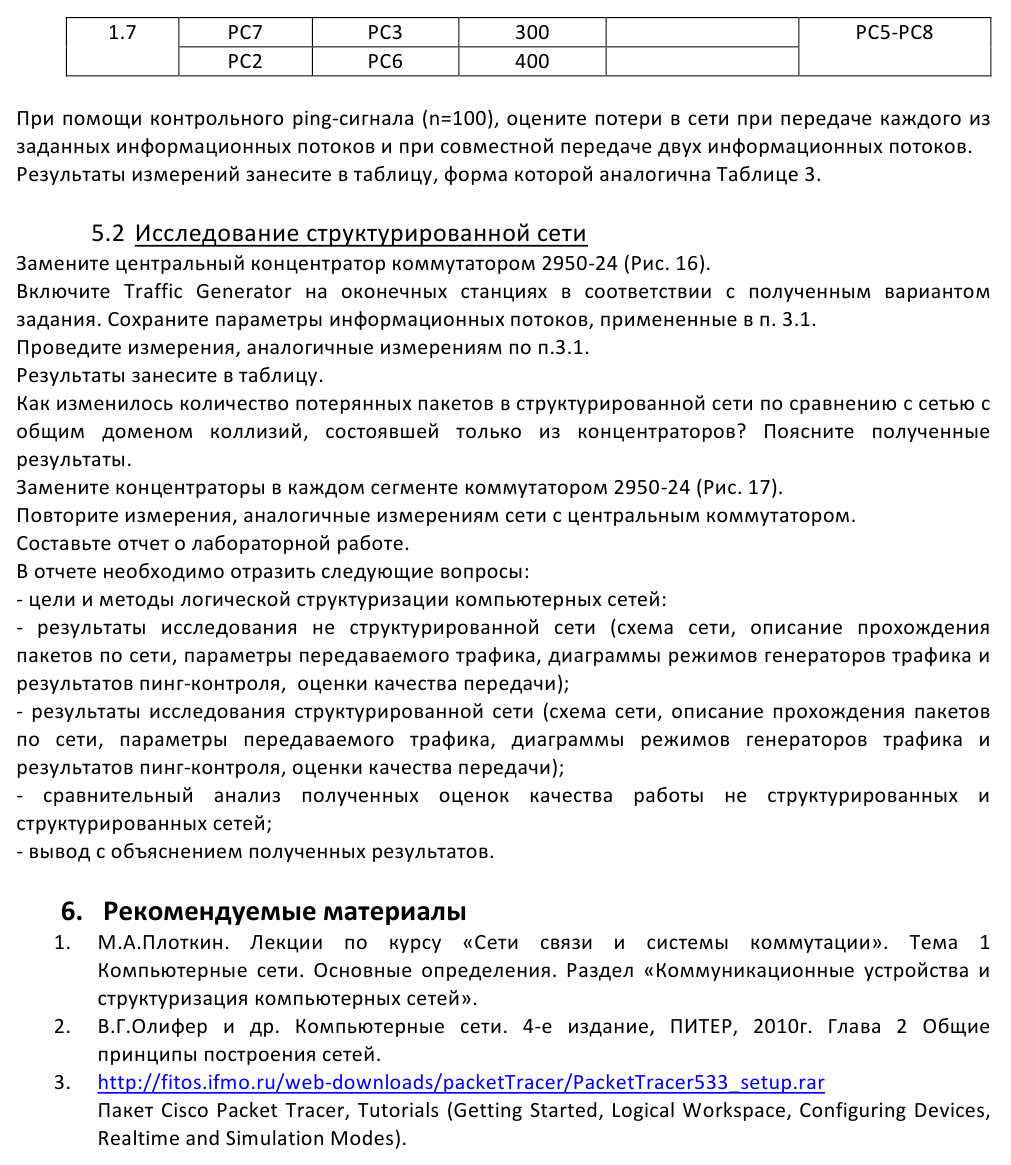 1.7 PC7 PC3 300 PC5-PC8
PC2 PC6 400
При помощи контрольного ping-сигнала (n=100), оцените потери в сети при передаче каждого из
заданных информационных потоков и при совместной передаче двух информационных потоков.
Результаты измерений занесите в таблицу, форма которой аналогична Таблице 3.
5.2 Исследование структурированной сети
Замените центральный концентратор коммутатором 2950-24 (Рис. 16).
Включите Traffic Generator на оконечных станциях в соответствии с полученным вариантом
задания. Сохраните параметры информационных потоков, примененные в п. 3.1.
Проведите измерения, аналогичные измерениям по п.3.1.
Результаты занесите в таблицу.
Как изменилось количество потерянных пакетов в структурированной сети по сравнению с сетью с
общим доменом коллизий, состоявшей только из концентраторов? Поясните полученные
результаты.
Замените концентраторы в каждом сегменте коммутатором 2950-24 (Рис. 17).
Повторите измерения, аналогичные измерениям сети с центральным коммутатором.
Составьте отчет о лабораторной работе.
В отчете необходимо отразить следующие вопросы:
- цели и методы логической структуризации компьютерных сетей:
- результаты исследования не структурированной сети (схема сети, описание прохождения
пакетов по сети, параметры передаваемого трафика, диаграммы режимов генераторов трафика и
результатов пинг-контроля, оценки качества передачи);
- результаты исследования структурированной сети (схема сети, описание прохождения пакетов
по сети, параметры передаваемого трафика, диаграммы режимов генераторов трафика и
результатов пинг-контроля, оценки качества передачи);
- сравнительный анализ полученных оценок качества работы не структурированных и
структурированных сетей;
- вывод с объяснением полученных результатов.
6. Рекомендуемые материалы
1. М.А.Плоткин. Лекции по курсу «Сети связи и системы коммутации». Тема 1
Компьютерные сети. Основные определения. Раздел «Коммуникационные устройства и
структуризация компьютерных сетей».
2. В.Г.Олифер и др. Компьютерные сети. 4-е издание, ПИТЕР, 2010г. Глава 2 Общие
принципы построения сетей.
3. http://fitos.ifmo.ru/web-downloads/packetTracer/PacketTracer533_setup.rar
Пакет Cisco Packet Tracer, Tutorials (Getting Started, Logical Workspace, Configuring Devices,
Realtime and Simulation Modes).